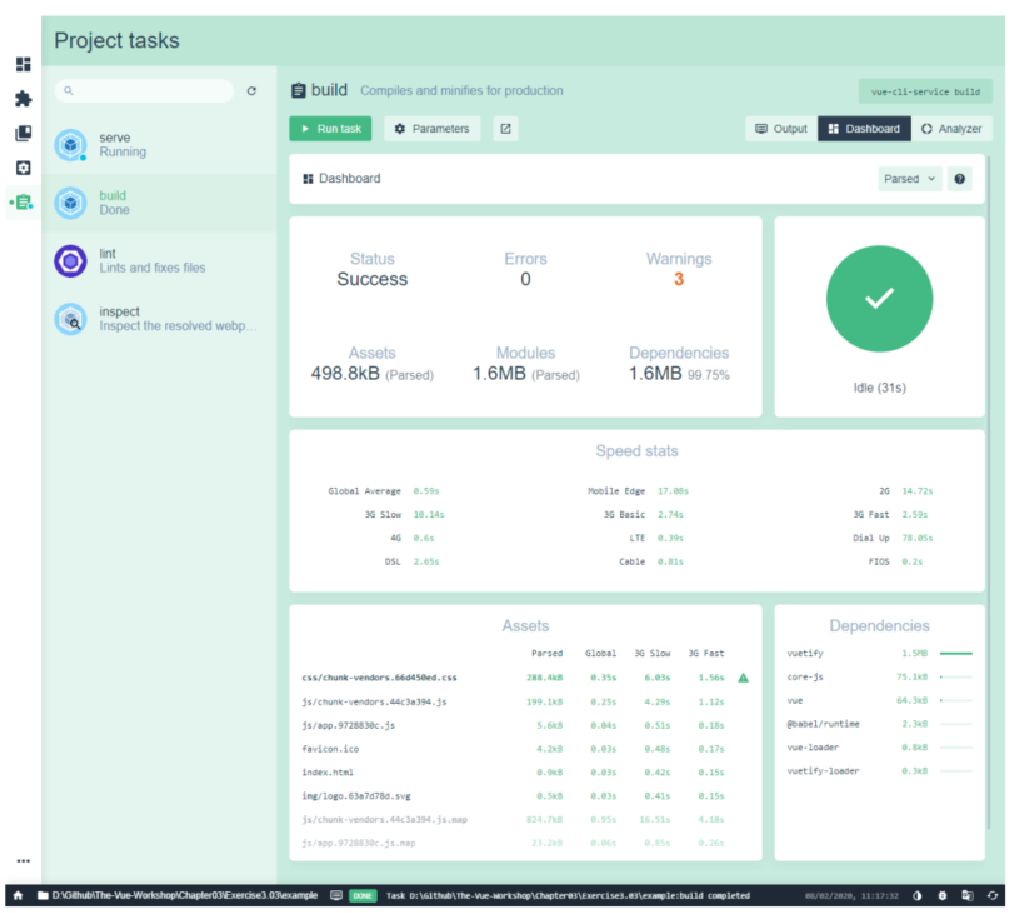 Project tasks
serve
Running
build
Done
lint
Lints and fixes files
inspect
Inspect the resolved webp...
build Compiles and minifies for production
vue-cli-service build
Run task Parameters Output Dashboard Analyzer
Dashboard Parsed
Status Errors Warnings
Success 0 3
Assets Modules Dependencies
498.8kB (Parsed) 1.6MB (Parsed) 1.6MB 99.75%
Idle (31s)
Speed stats
Global Average 0.59s Mobile Edge 17.08s 2G 14.72s
3G Slow 10.14s 3G Basic 2.74s 3G Fast 2.59s
4G 0.6s LTE 0.39s Dial Up 78.05s
DSL 2.65s Cable 0.81s FIOS 0.2s
Assets
Parsed Global 3G Slow 3G Fast
css/chunk-vendors.66d450ed.css 288.4kB 0.35s 6.03s 1.56s
js/chunk-vendors.44c3a394.js 199.1kB 0.25s 4.29s 1.12s
js/app.9728830c.js 5.6kB 0.04s 0.51s 0.18s
favicon.ico 4.2kB 0.03s 0.48s 0.17s
index.html 0.9kB 0.03s 0.42s 0.15s
img/logo.63a7d78d.svg 0.5kB 0.03s 0.41s 0.15s
js/chunk-vendors.44c3a394.js.map 824.7kB 0.95s 16.51s 4.18s
js/app.9728830c.js.map 23.2kB 0.06s 0.85s 0.26s
Dependencies
vuetify 1.5MB
core-js 75.1kB
vue 64.3kB
@babel/runtime 2.3kB
vue-loader 0.8kB
vuetify-loader 0.3kB
D:\Github\The-Vue-Workshop\Chapter03\Exercise3.03\example DONE Task D:\Github\The-Vue-Workshop\Chapter03\Exercise3.03\example:build completed 08/02/2020, 11:17:32